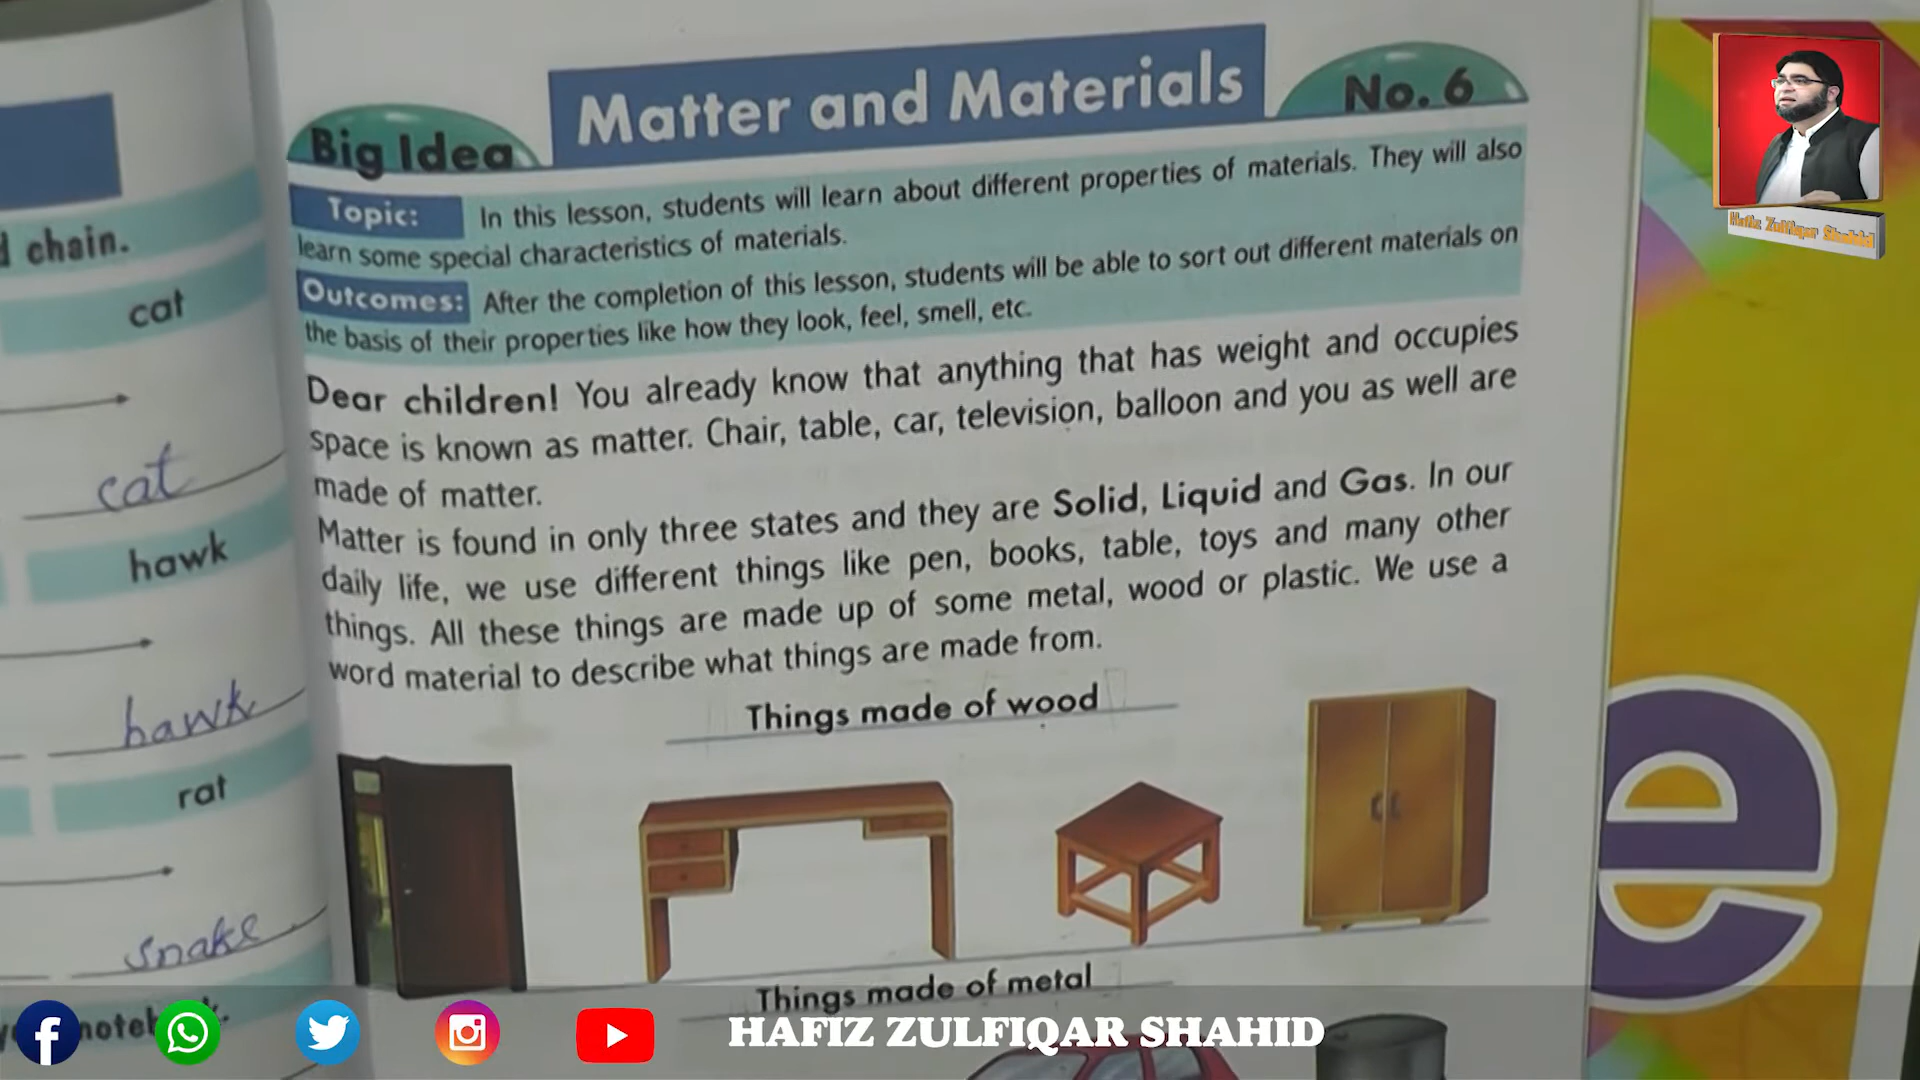 d chain.
cat
cat
hawk
hawk
rat
snake
Big Idea
Matter and Materials
No. 6
Topic: In this lesson, students will learn about different properties of materials. They will also
learn some special characteristics of materials.
Outcomes: After the completion of this lesson, students will be able to sort out different materials on
the basis of their properties like how they look, feel, smell, etc.
Dear children! You already know that anything that has weight and occupies
space is known as matter. Chair, table, car, television, balloon and you as well are
made of matter.
Matter is found in only three states and they are Solid, Liquid and Gas. In our
daily life, we use different things like pen, books, table, toys and many other
things. All these things are made up of some metal, wood or plastic. We use a
word material to describe what things are made from.
Things made of wood
Things made of metal
Hafiz Zulfiqar Shahid
e
HAFIZ ZULFIQAR SHAHID